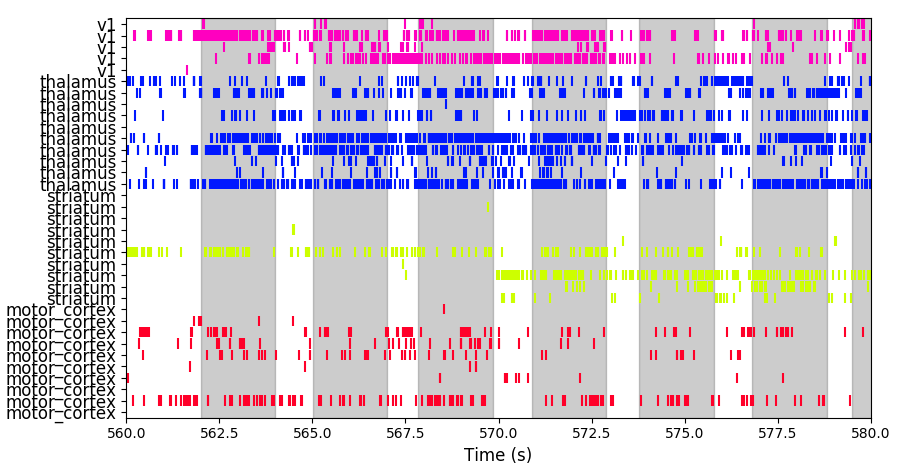 v1
v1
v1
v1
v1
thalamus
thalamus
thalamus
thalamus
thalamus
thalamus
thalamus
thalamus
thalamus
thalamus
striatum
striatum
striatum
striatum
striatum
striatum
striatum
striatum
striatum
striatum
motor_cortex
motor_cortex
motor_cortex
motor_cortex
motor_cortex
motor_cortex
motor_cortex
motor_cortex
motor_cortex
motor_cortex
560.0 562.5 565.0 567.5 570.0 572.5 575.0 577.5 580.0
Time (s)